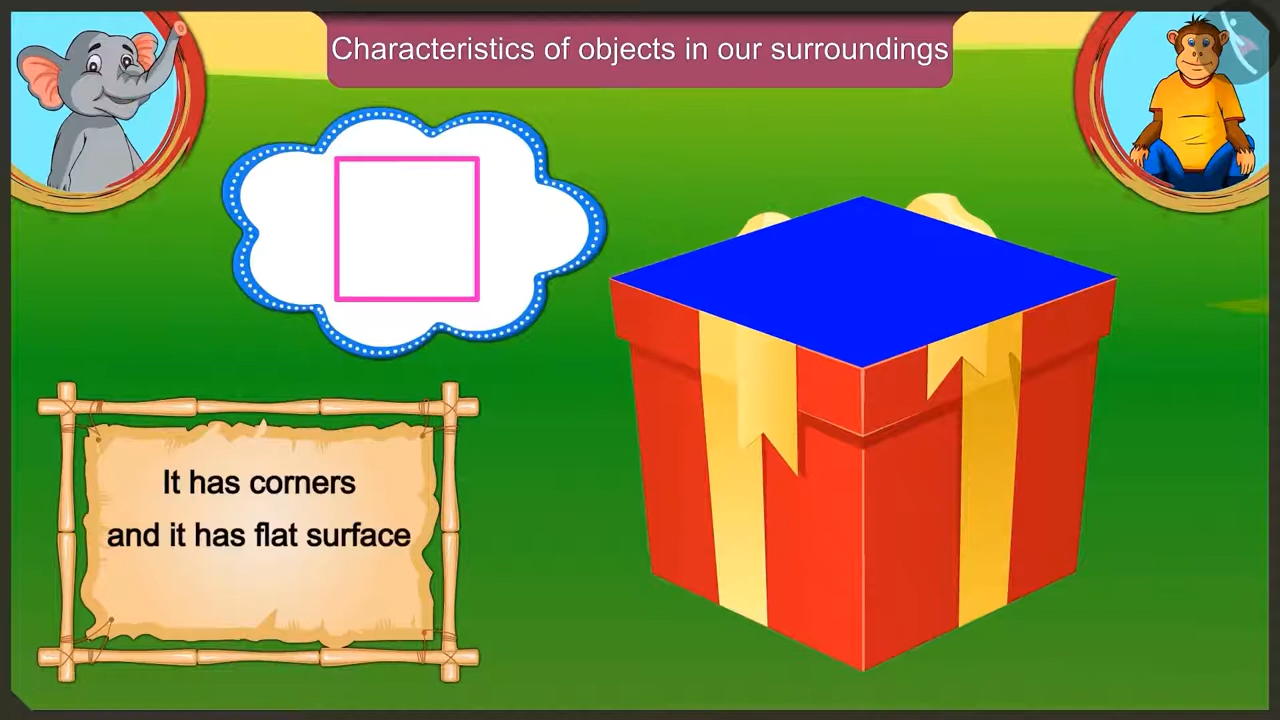 Characteristics of objects in our surroundings
It has corners
and it has flat surface